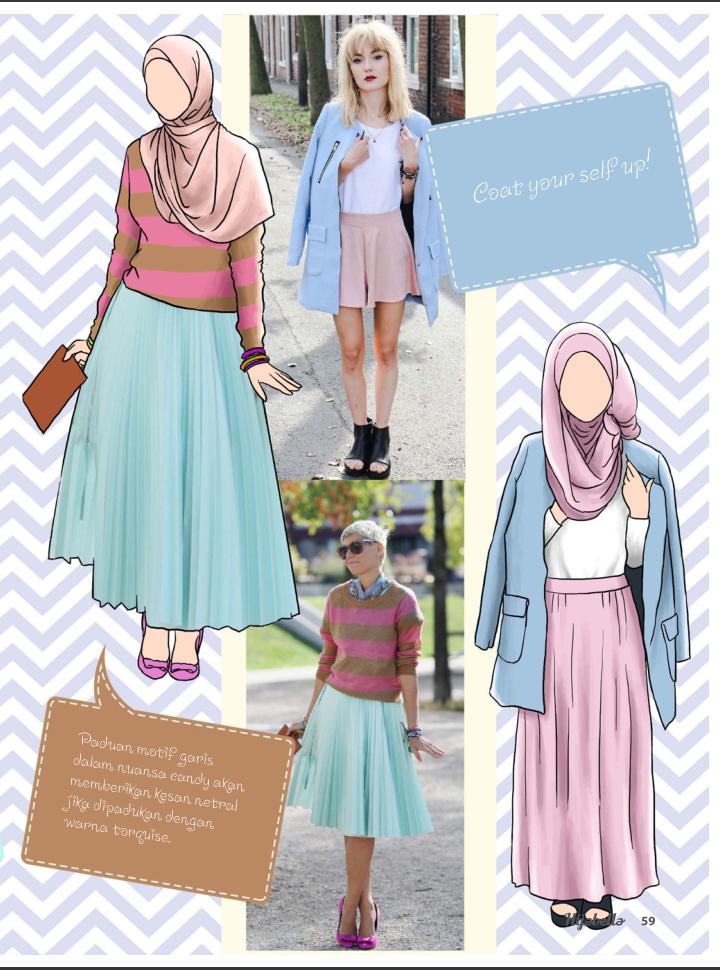 Coat your self up!
Paduan motif garis
dalam nuansa candy akan
memberikan kesan netral
jika dipadukan dengan
warna torquise.
Hijabella 59